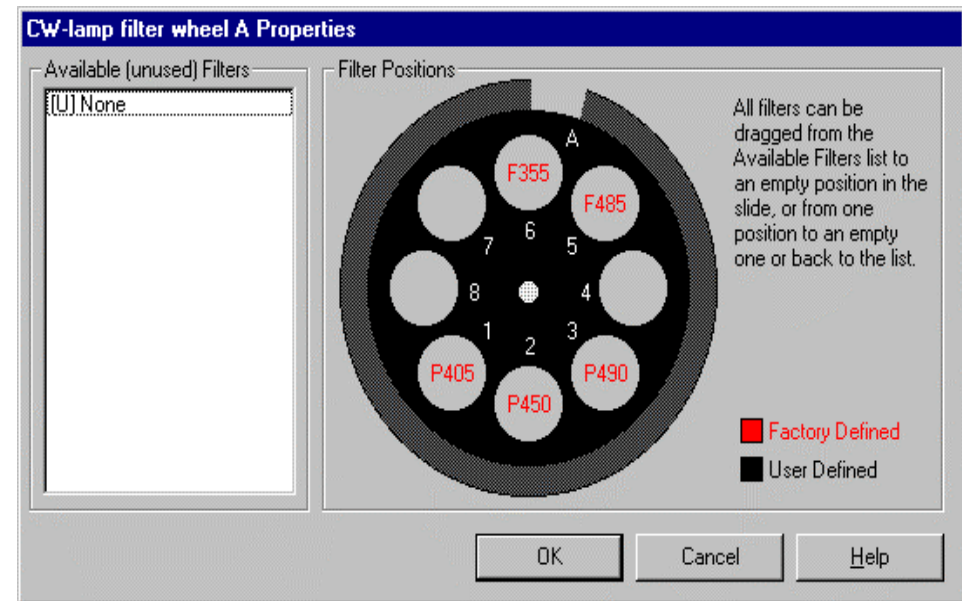 CW-lamp filter wheel A Properties
Available (unused) Filters
[U] None
Filter Positions
A
F355
F485
6
7
5
8
4
1
3
2
P405
P490
P450
All filters can be
dragged from the
Available Filters list to
an empty position in the
slide, or from one
position to an empty
one or back to the list.
Factory Defined
User Defined
OK
Cancel
Help